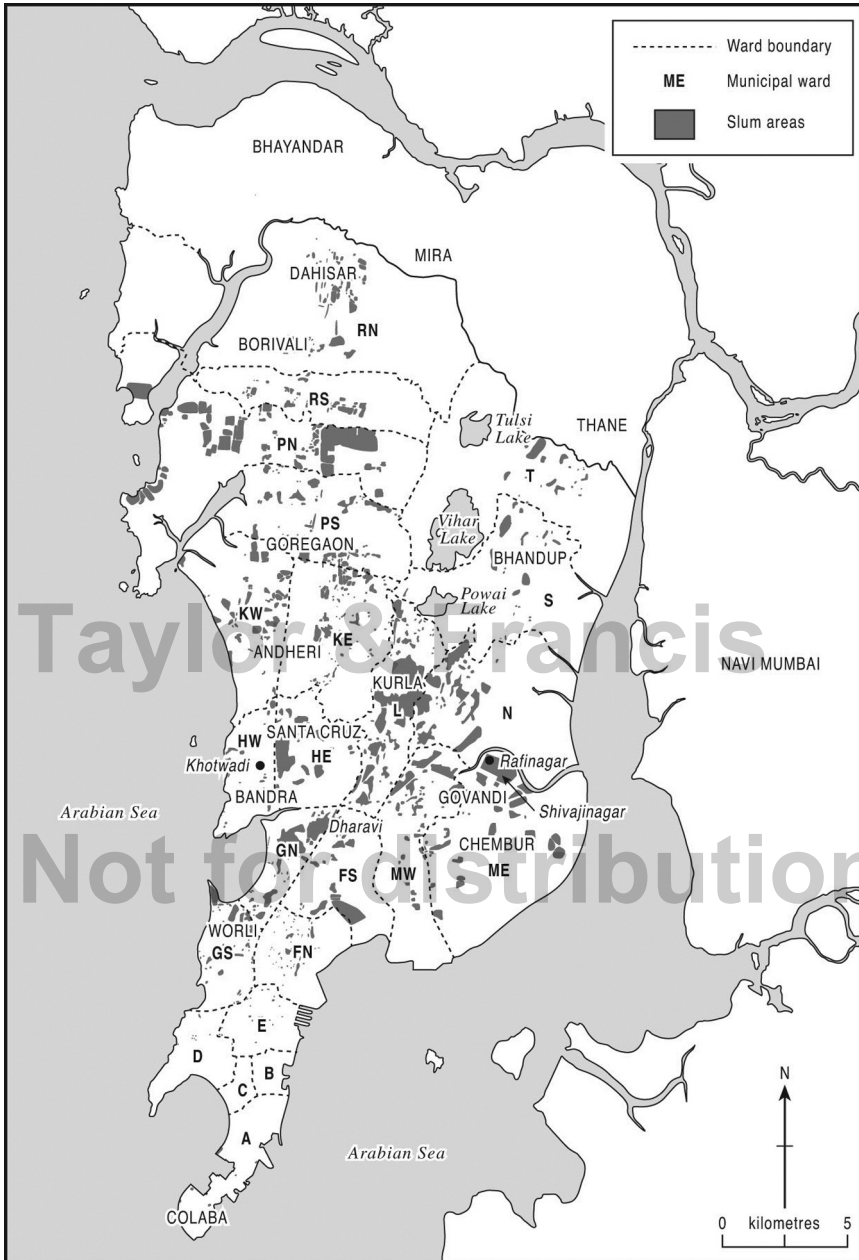 Ward boundary
ME Municipal ward
Slum areas
BHAYANDAR
MIRA
DAHISAR
RN
BORIVALI
RS
Tulsi
Lake
THANE
PN
T
PS
Vihar
Lake
GOREGAON
BHANDUP
Powai
Lake
S
KW
KE
Taylor & Francis
ANDHERI
NAVI MUMBAI
KURLA
L
N
SANTA CRUZ
HW
HE
Khotwadi
Rafinagar
BANDRA
GOVANDI
Shivajinagar
Arabian Sea
Dharavi
CHEMBUR
GN
FS
MW
ME
Not for distribution
WORLI
GS
FN
E
D
B
C
A
N
Arabian Sea
COLABA
0 kilometres 5